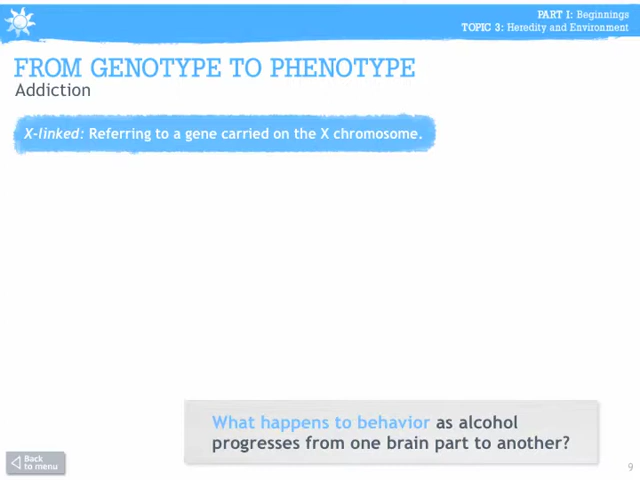 PART I: Beginnings
TOPIC 3: Heredity and Environment
FROM GENOTYPE TO PHENOTYPE
Addiction
X-linked: Referring to a gene carried on the X chromosome.
What happens to behavior as alcohol
progresses from one brain part to another?
Back
to menu
9